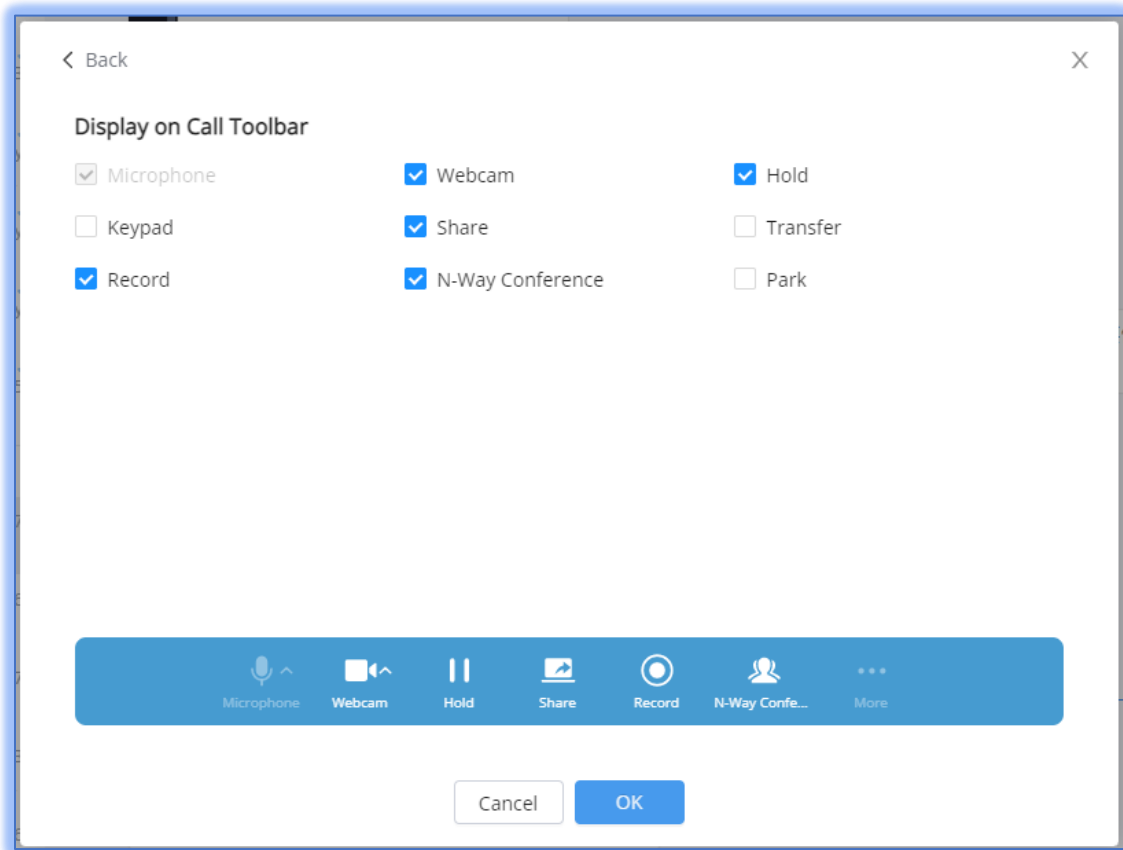 Back
X
Display on Call Toolbar
Microphone Webcam Hold
Keypad Share Transfer
Record N-Way Conference Park
Microphone Webcam Hold Share Record N-Way Confe... More
Cancel OK